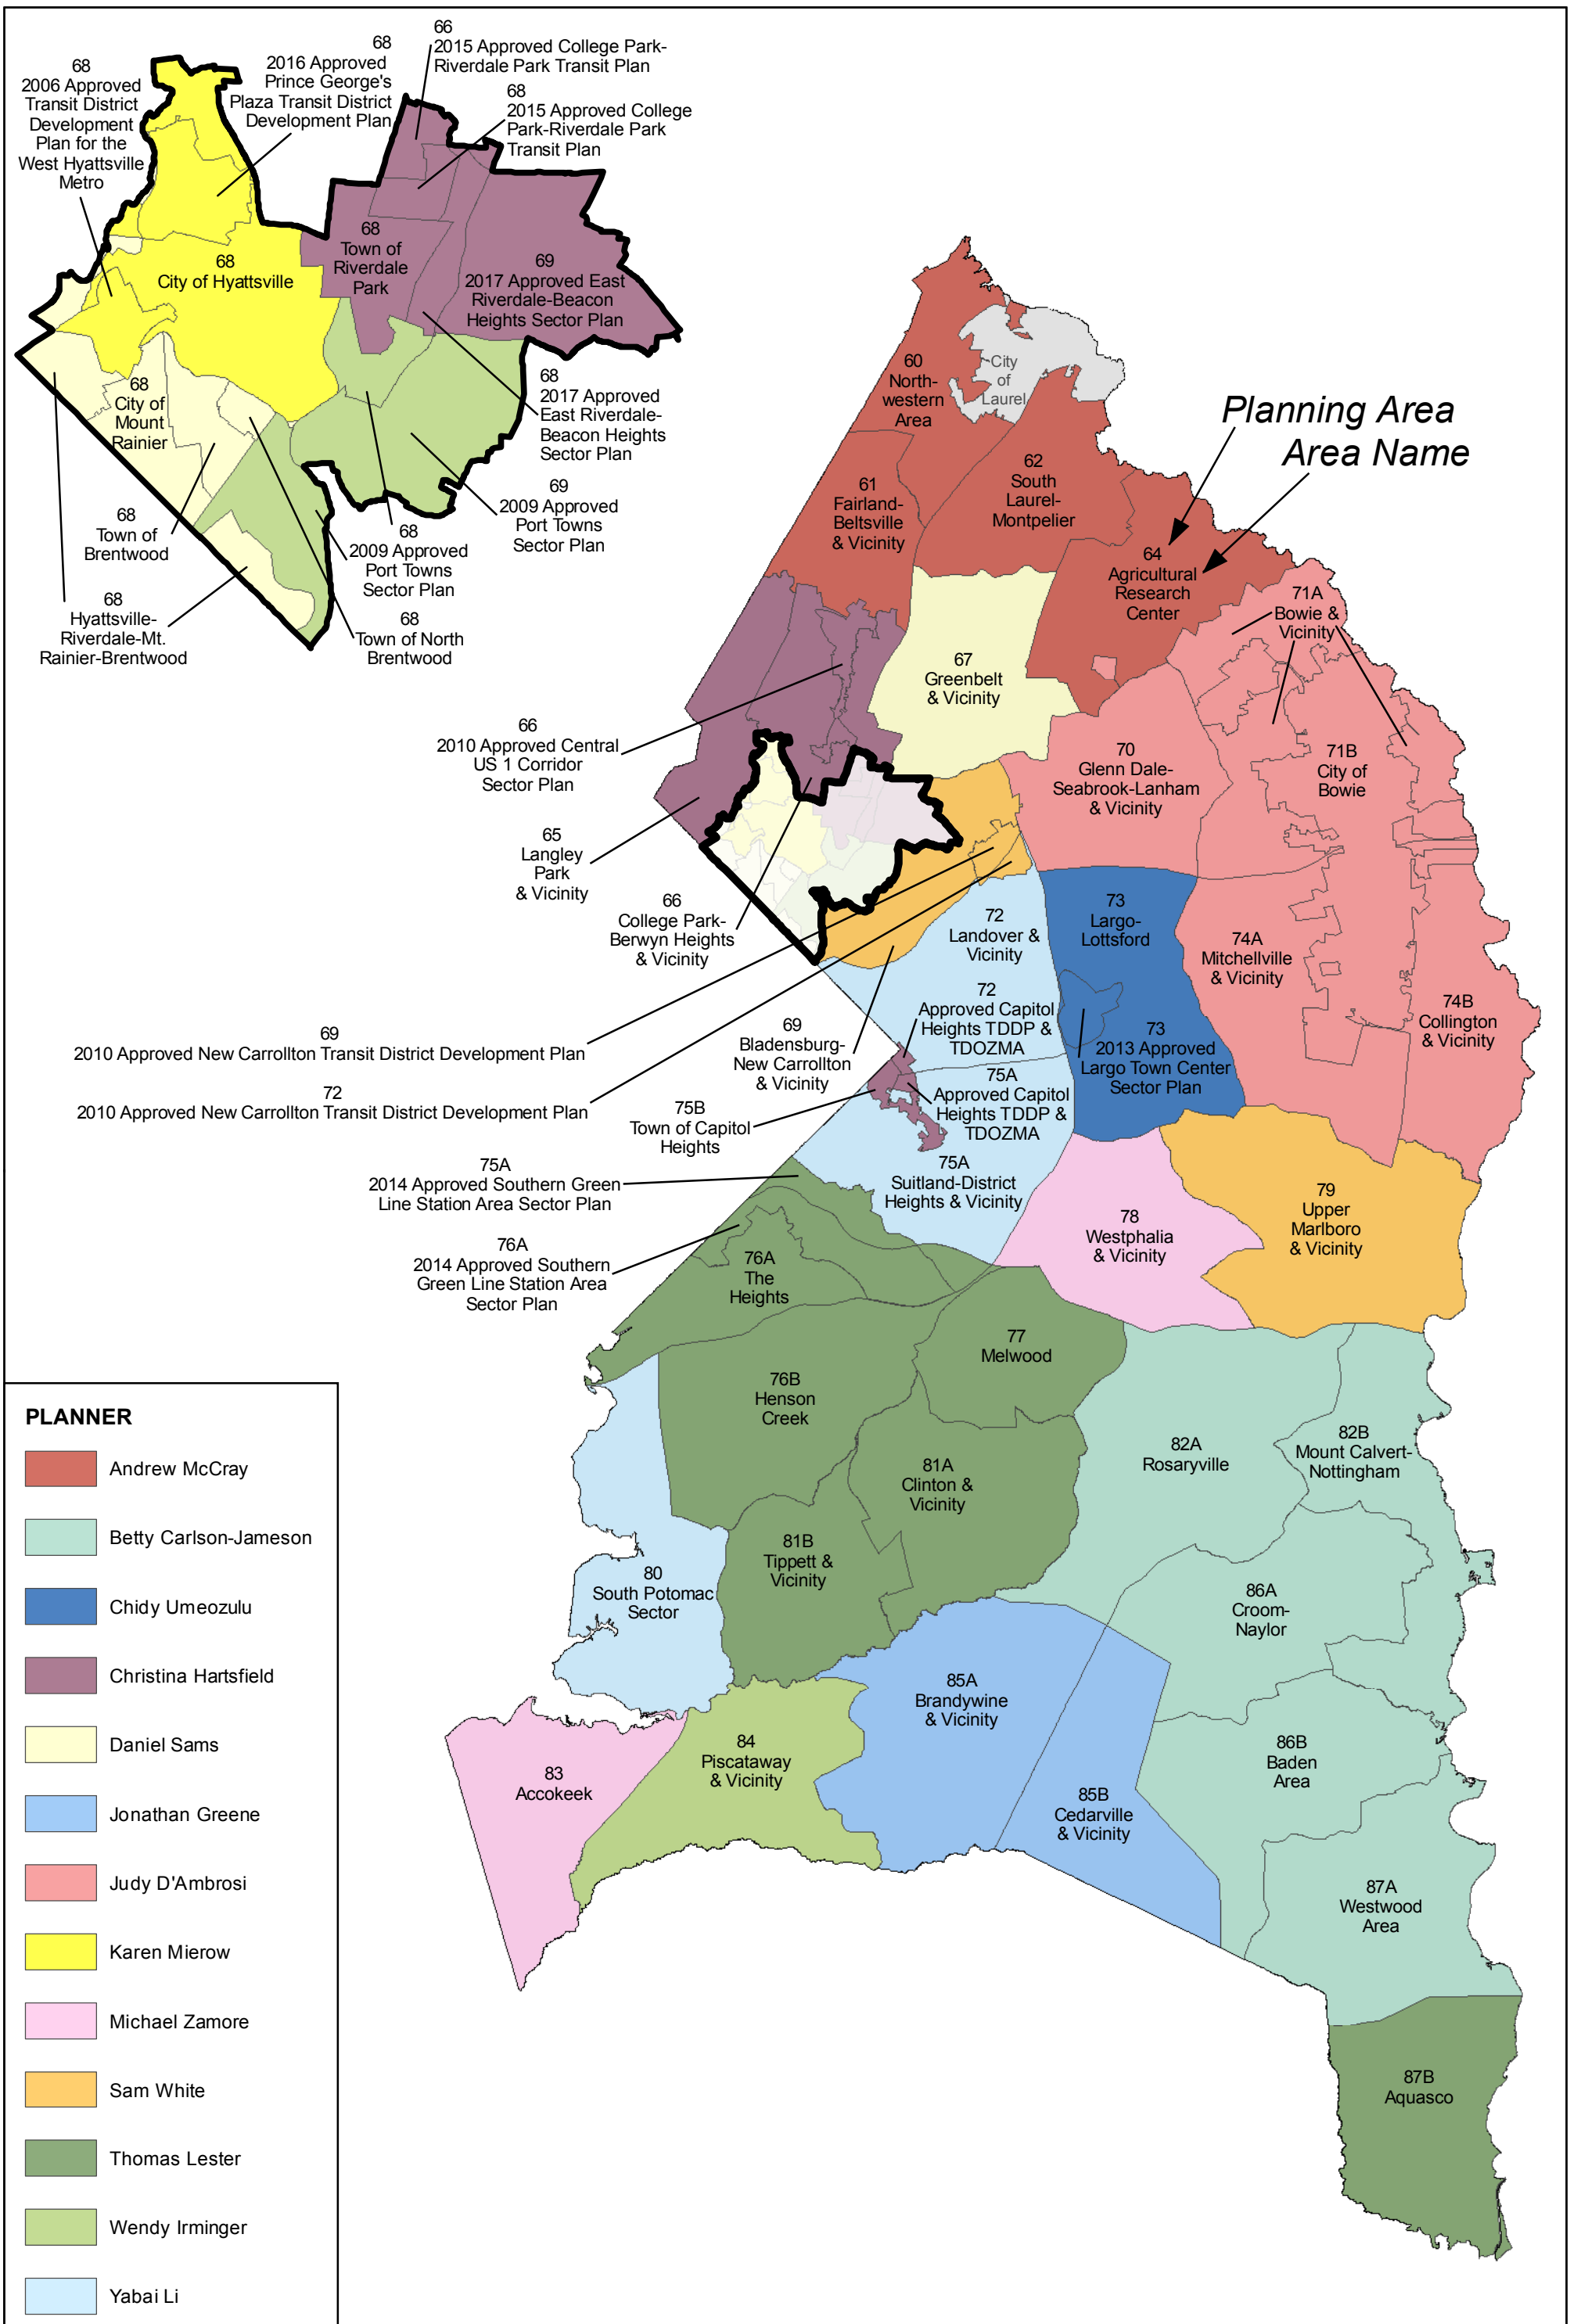 68
2006 Approved
Transit District
Development
Plan for the
West Hyattsville
Metro
68
2016 Approved
Prince George's
Plaza Transit District
Development Plan
66
2015 Approved College Park-
Riverdale Park Transit Plan
68
2015 Approved College
Park-Riverdale Park
Transit Plan
68
City of Hyattsville
68
Town of
Riverdale
Park
69
2017 Approved East
Riverdale-Beacon
Heights Sector Plan
68
City of
Mount
Rainier
68
2017 Approved
East Riverdale-
Beacon Heights
Sector Plan
69
2009 Approved
Port Towns
Sector Plan
68
Town of
Brentwood
68
2009 Approved
Port Towns
Sector Plan
68
Hyattsville-
Riverdale-Mt.
Rainier-Brentwood
68
Town of North
Brentwood
Planning Area
Area Name
60
North-
western
Area
City
of
Laurel
61
Fairland-
Beltsville
& Vicinity
62
South
Laurel-
Montpelier
64
Agricultural
Research
Center
71A
Bowie &
Vicinity
67
Greenbelt
& Vicinity
66
2010 Approved Central
US 1 Corridor
Sector Plan
70
Glenn Dale-
Seabrook-Lanham
& Vicinity
71B
City of
Bowie
65
Langley
Park
& Vicinity
66
College Park-
Berwyn Heights
& Vicinity
72
Landover &
Vicinity
73
Largo-
Lottsford
74A
Mitchellville
& Vicinity
74B
Collington
& Vicinity
72
Approved Capitol
Heights TDDP &
TDOZMA
73
2013 Approved
Largo Town Center
Sector Plan
69
2010 Approved New Carrollton Transit District Development Plan
69
Bladensburg-
New Carrollton
& Vicinity
72
2010 Approved New Carrollton Transit District Development Plan
75B
Town of Capitol
Heights
75A
Approved Capitol
Heights TDDP &
TDOZMA
75A
2014 Approved Southern Green
Line Station Area Sector Plan
75A
Suitland-District
Heights & Vicinity
78
Westphalia
& Vicinity
79
Upper
Marlboro
& Vicinity
76A
2014 Approved Southern
Green Line Station Area
Sector Plan
76A
The
Heights
77
Melwood
76B
Henson
Creek
82A
Rosaryville
82B
Mount Calvert-
Nottingham
81A
Clinton &
Vicinity
81B
Tippett &
Vicinity
80
South Potomac
Sector
86A
Croom-
Naylor
85A
Brandywine
& Vicinity
84
Piscataway
& Vicinity
83
Accokeek
86B
Baden
Area
85B
Cedarville
& Vicinity
87A
Westwood
Area
87B
Aquasco
PLANNER
Andrew McCray
Betty Carlson-Jameson
Chidy Umeozulu
Christina Hartsfield
Daniel Sams
Jonathan Greene
Judy D'Ambrosi
Karen Mierow
Michael Zamore
Sam White
Thomas Lester
Wendy Irminger
Yabai Li